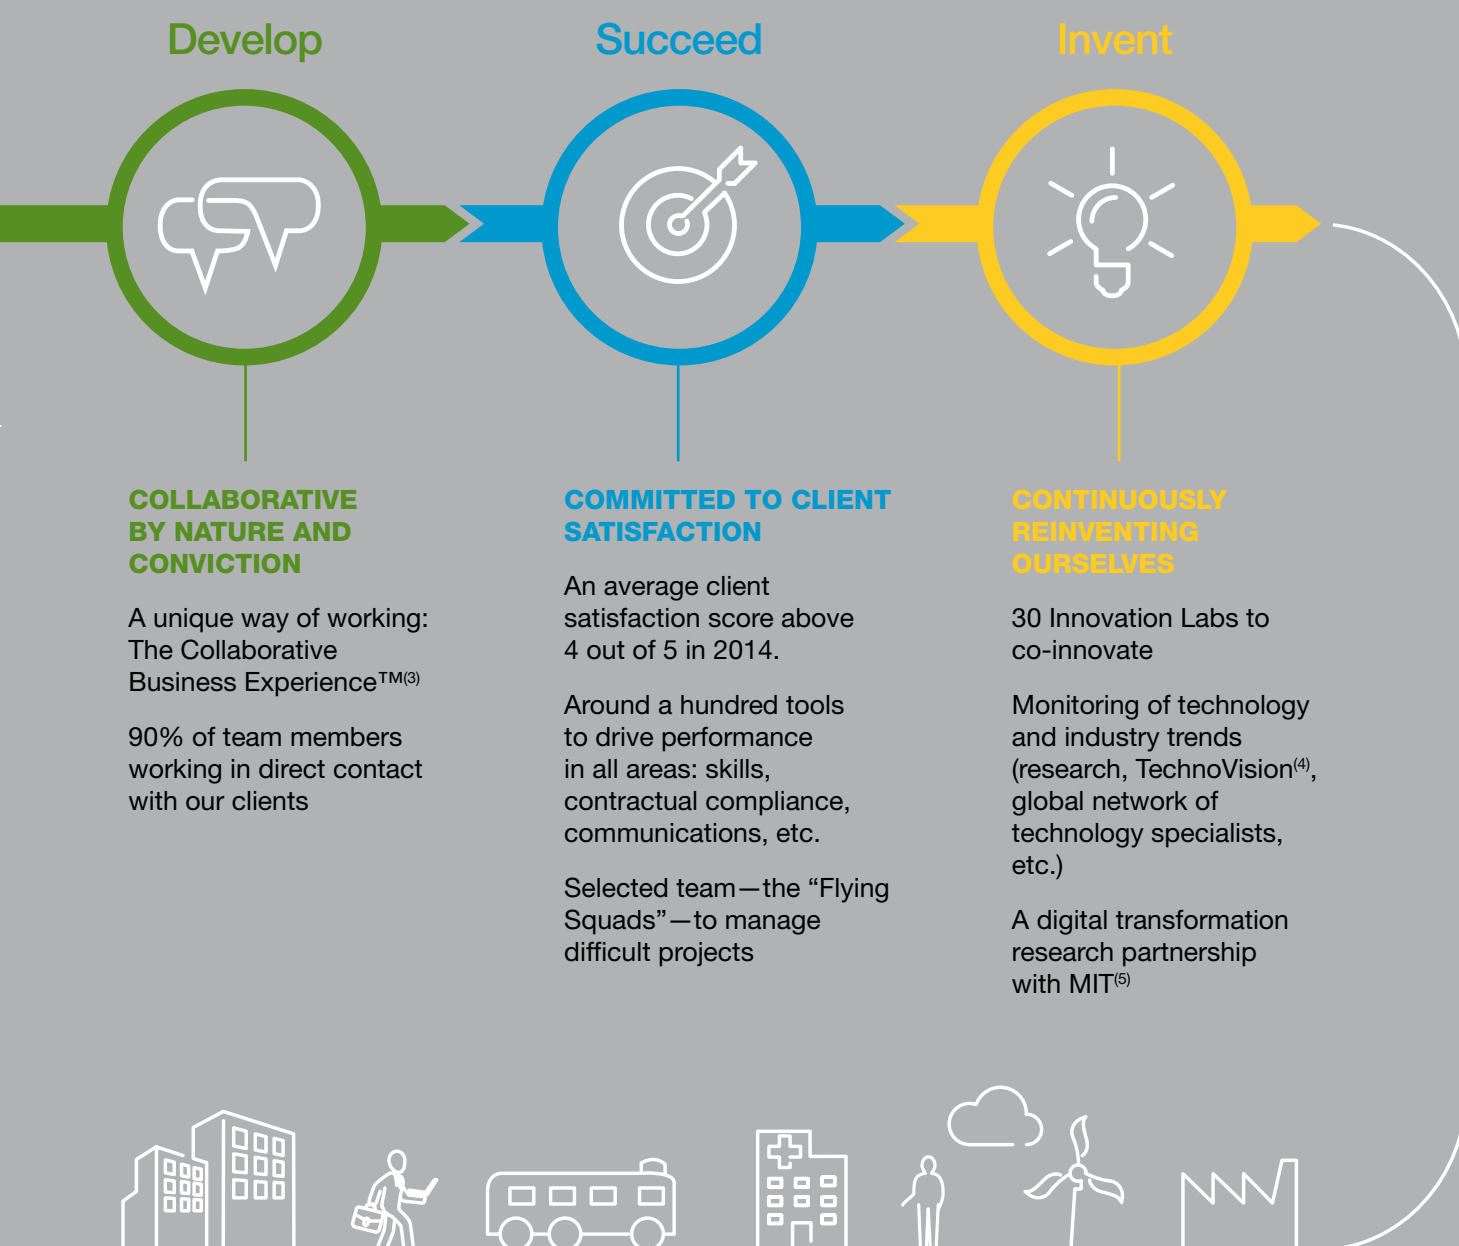 Develop
COLLABORATIVE
BY NATURE AND
CONVICTION
A unique way of working:
The Collaborative
Business Experience™(3)
90% of team members
working in direct contact
with our clients
Succeed
COMMITTED TO CLIENT
SATISFACTION
An average client
satisfaction score above
4 out of 5 in 2014.
Around a hundred tools
to drive performance
in all areas: skills,
contractual compliance,
communications, etc.
Selected team—the “Flying
Squads”—to manage
difficult projects
Invent
CONTINUOUSLY
REINVENTING
OURSELVES
30 Innovation Labs to
co-innovate
Monitoring of technology
and industry trends
(research, TechnoVision(4),
global network of
technology specialists,
etc.)
A digital transformation
research partnership
with MIT(5)